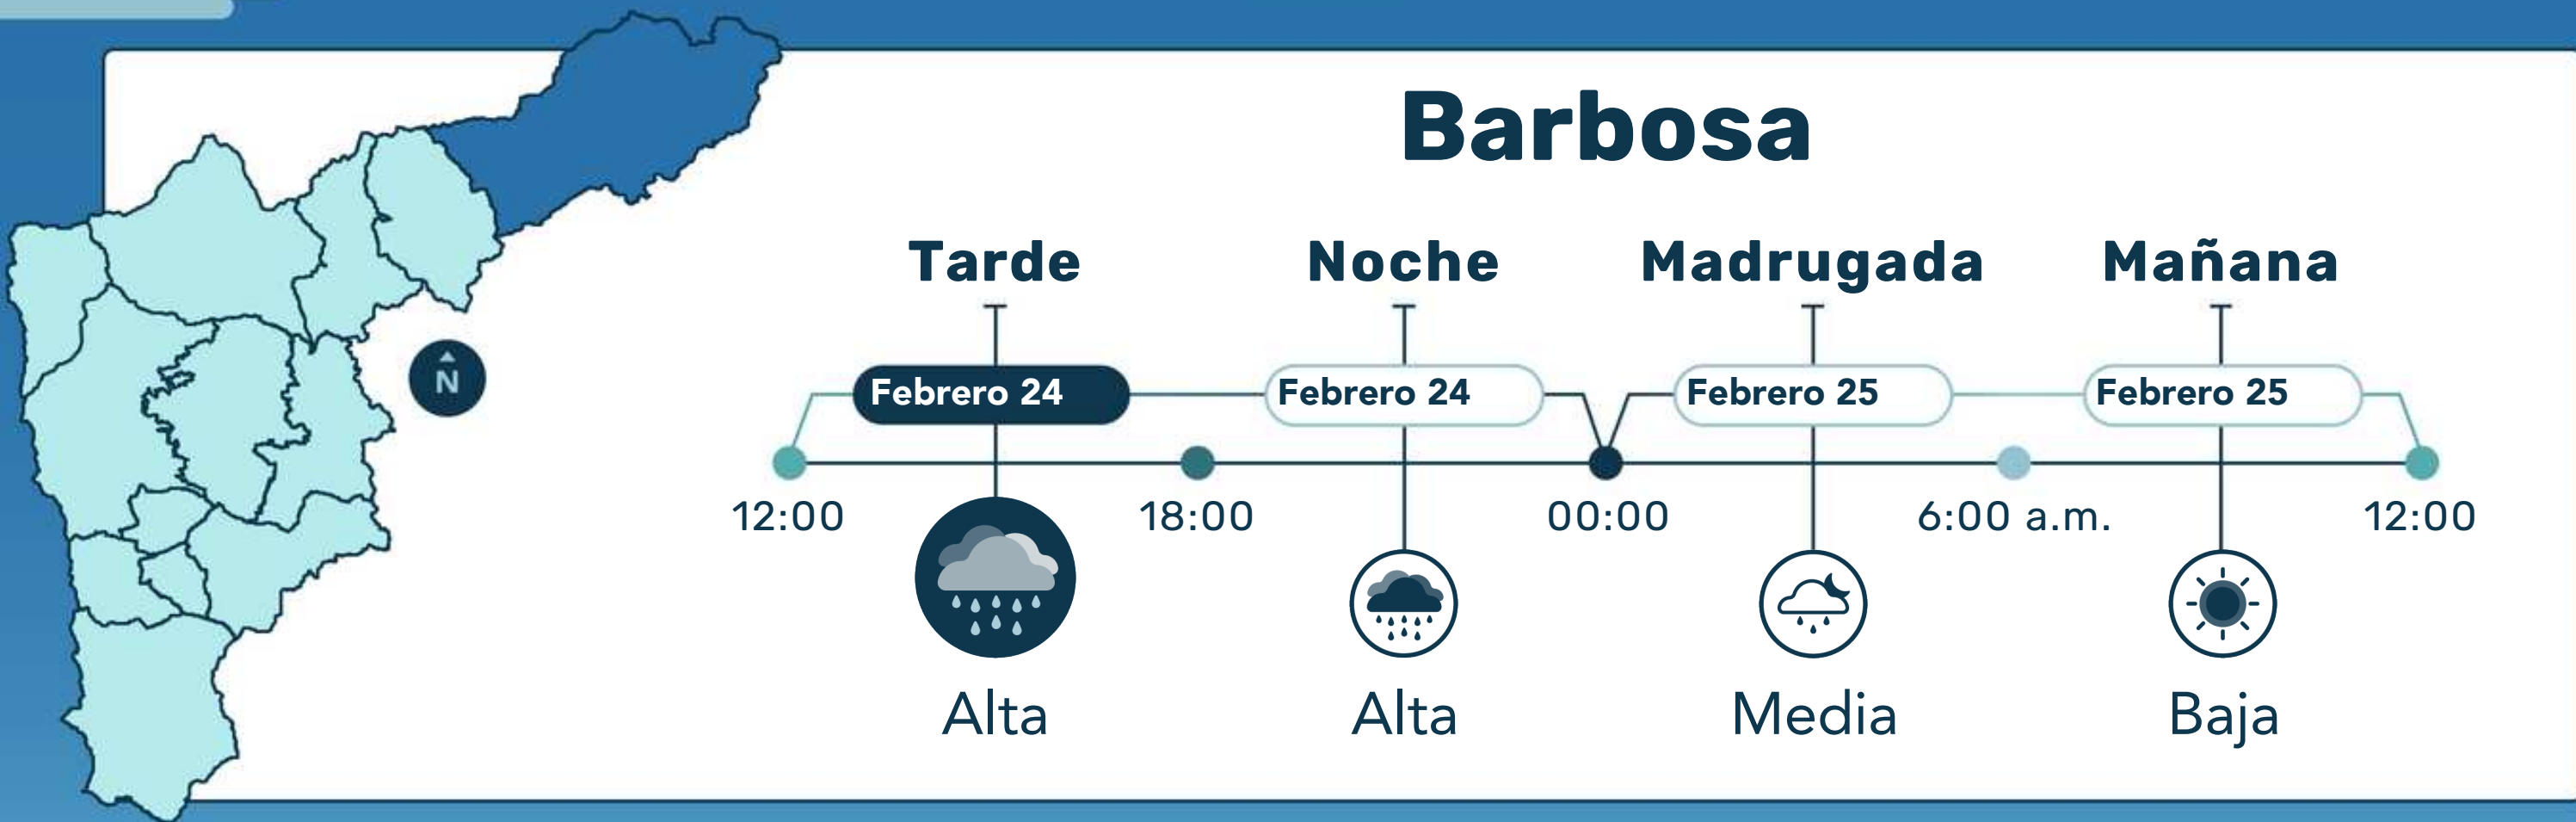 Barbosa
Tarde Noche Madrugada Mañana
Febrero 24 Febrero 24 Febrero 25 Febrero 25
N
12:00 18:00 00:00 6:00 a.m. 12:00
Alta Alta Media Baja